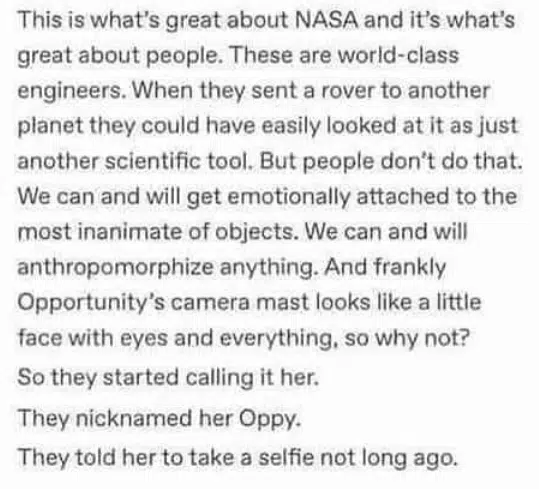 This is what's great about NASA and it's what's
great about people. These are world-class
engineers. When they sent a rover to another
planet they could have easily looked at it as just
another scientific tool. But people don't do that.
We can and will get emotionally attached to the
most inanimate of objects. We can and will
anthropomorphize anything. And frankly
Opportunity's camera mast looks like a little
face with eyes and everything, so why not?
So they started calling it her.
They nicknamed her Oppy.
They told her to take a selfie not long ago.